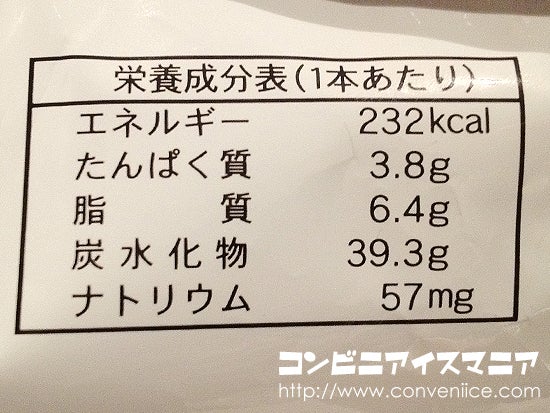 栄養成分表(1本あたり)
エネルギー 232kcal
たんぱく質 3.8g
脂質 6.4g
炭水化物 39.3g
ナトリウム 57mg
コンビニアイスマニア
http://www.conveniice.com